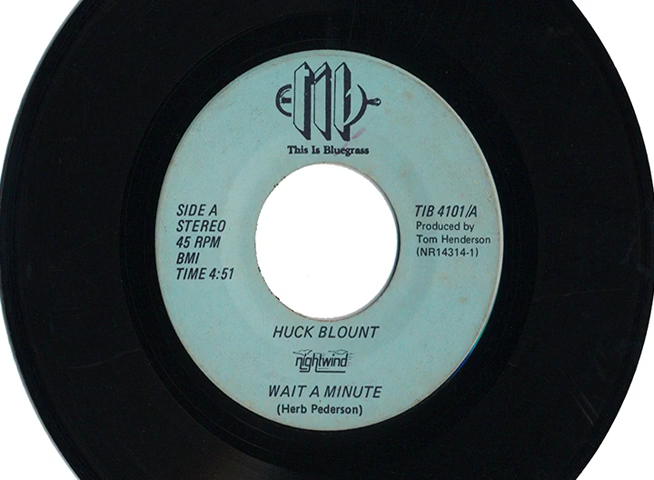 TIB
This Is Bluegrass
SIDE A
STEREO
45 RPM
BMI
TIME 4:51
TIB 4101/A
Produced by
Tom Henderson
(NR14314-1)
HUCK BLOUNT
nightwind
WAIT A MINUTE
(Herb Pederson)